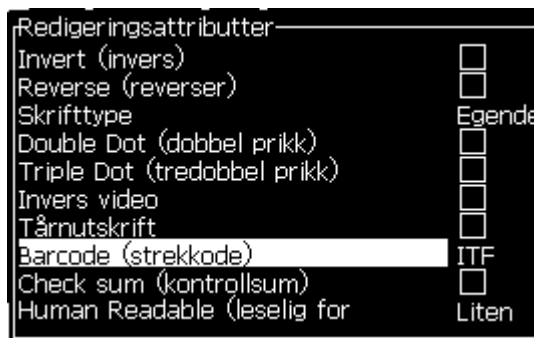 Redigeringsattributter
Invert (invers)
Reverse (reverser)
Skrifttype Egende
Double Dot (dobbel prikk)
Triple Dot (tredobbel prikk)
Invers video
Tårnutskrift
Barcode (strekkode) ITF
Check sum (kontrollsum)
Human Readable (leselig for Liten